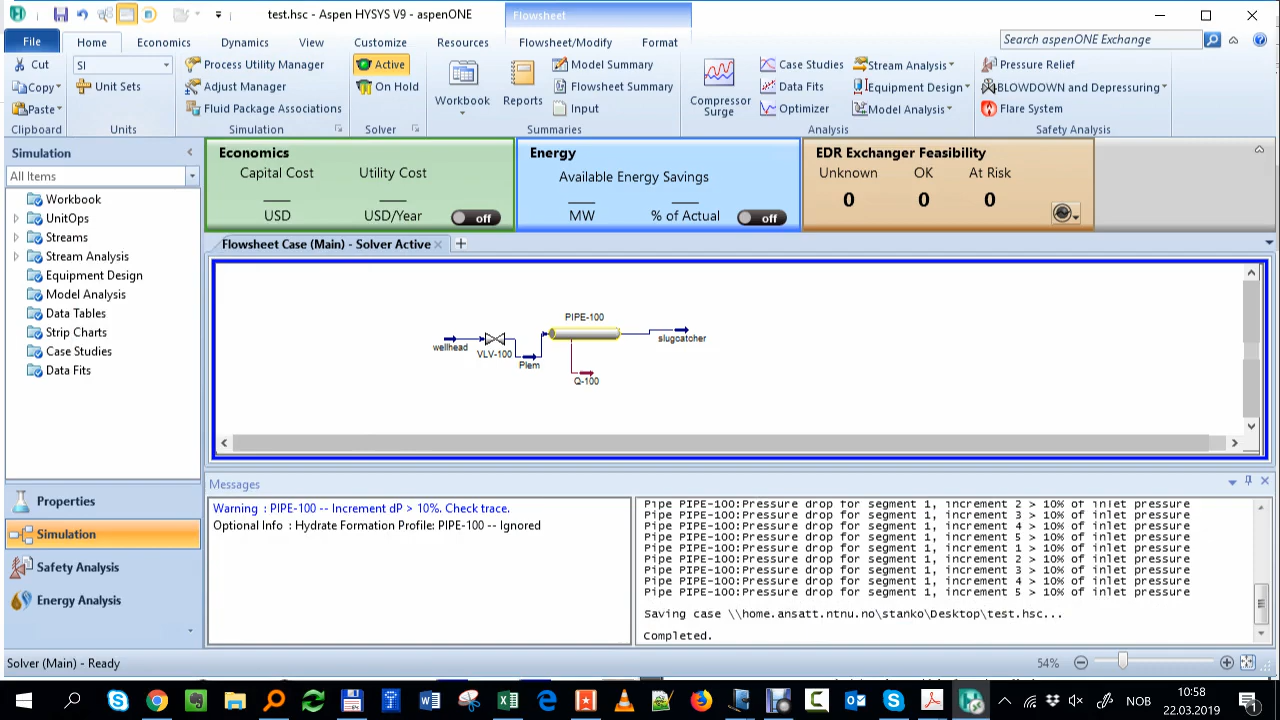 test.hsc - Aspen HYSYS V9 - aspenONE
Flowsheet
File
Home
Economics
Dynamics
View
Customize
Resources
Flowsheet/Modify
Format
Search aspenONE Exchange
Cut
SI
Process Utility Manager
Active
Model Summary
Case Studies
Stream Analysis
Pressure Relief
Copy
Unit Sets
Adjust Manager
On Hold
Workbook
Reports
Flowsheet Summary
Compressor Surge
Data Fits
Equipment Design
BLOWDOWN and Depressuring
Paste
Fluid Package Associations
Input
Optimizer
Model Analysis
Flare System
Clipboard
Units
Simulation
Solver
Summaries
Analysis
Safety Analysis
Simulation
All Items
Workbook
UnitOps
Streams
Stream Analysis
Equipment Design
Model Analysis
Data Tables
Strip Charts
Case Studies
Data Fits
Properties
Simulation
Safety Analysis
Energy Analysis
Economics
Capital Cost
Utility Cost
USD
USD/Year
off
Energy
Available Energy Savings
MW
% of Actual
off
EDR Exchanger Feasibility
Unknown
OK
At Risk
0
0
0
Flowsheet Case (Main) - Solver Active
PIPE-100
wellhead
VLV-100
Plem
slugcatcher
Q-100
Messages
Warning : PIPE-100 -- Increment dP > 10%. Check trace.
Optional Info : Hydrate Formation Profile: PIPE-100 -- Ignored
Pipe PIPE-100:Pressure drop for segment 1, increment 2 > 10% of inlet pressure
Pipe PIPE-100:Pressure drop for segment 1, increment 3 > 10% of inlet pressure
Pipe PIPE-100:Pressure drop for segment 1, increment 4 > 10% of inlet pressure
Pipe PIPE-100:Pressure drop for segment 1, increment 5 > 10% of inlet pressure
Pipe PIPE-100:Pressure drop for segment 1, increment 1 > 10% of inlet pressure
Pipe PIPE-100:Pressure drop for segment 1, increment 2 > 10% of inlet pressure
Pipe PIPE-100:Pressure drop for segment 1, increment 3 > 10% of inlet pressure
Pipe PIPE-100:Pressure drop for segment 1, increment 4 > 10% of inlet pressure
Pipe PIPE-100:Pressure drop for segment 1, increment 5 > 10% of inlet pressure
Saving case \\home.ansatt.ntnu.no\stanko\Desktop\test.hsc...
Completed.
Solver (Main) - Ready
54%
NOB
10:58
22.03.2019